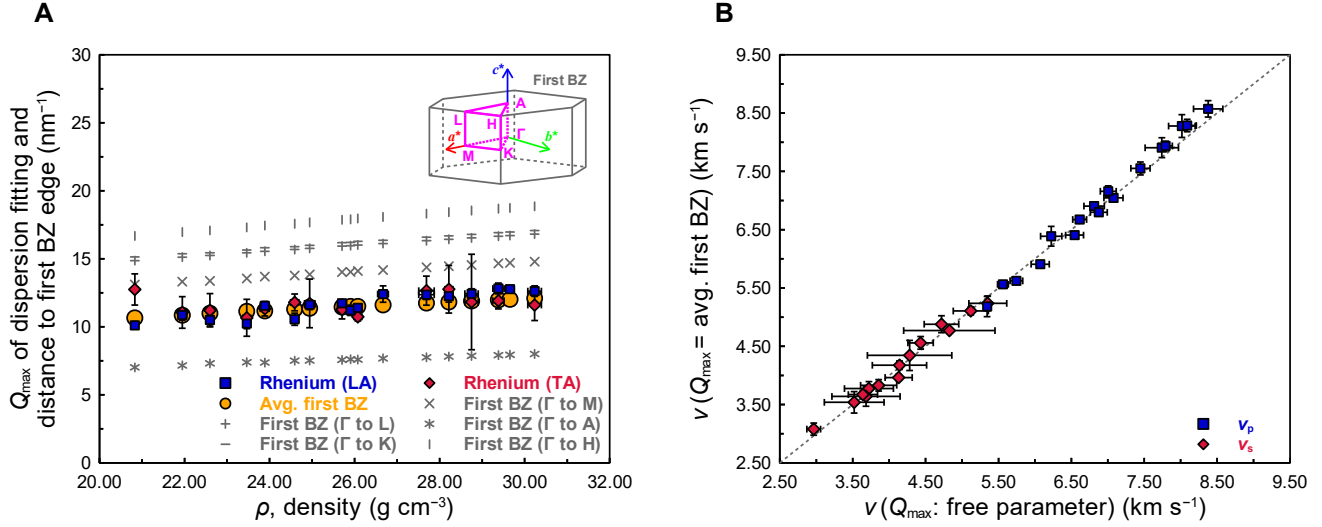 A
Q_max of dispersion fitting and
distance to first BZ edge (nm⁻¹)
30
25
20
15
10
5
0
20.00 22.00 24.00 26.00 28.00 30.00 32.00
ρ, density (g cm⁻³)
c*
First BZ
A
L
H
Γ
a*
b*
M
K
Rhenium (LA)
Rhenium (TA)
Avg. first BZ
First BZ (Γ to M)
First BZ (Γ to L)
First BZ (Γ to A)
First BZ (Γ to K)
First BZ (Γ to H)
B
v (Q_max = avg. first BZ) (km s⁻¹)
9.50
8.50
7.50
6.50
5.50
4.50
3.50
2.50
2.50 3.50 4.50 5.50 6.50 7.50 8.50 9.50
v (Q_max: free parameter) (km s⁻¹)
v_p
v_s